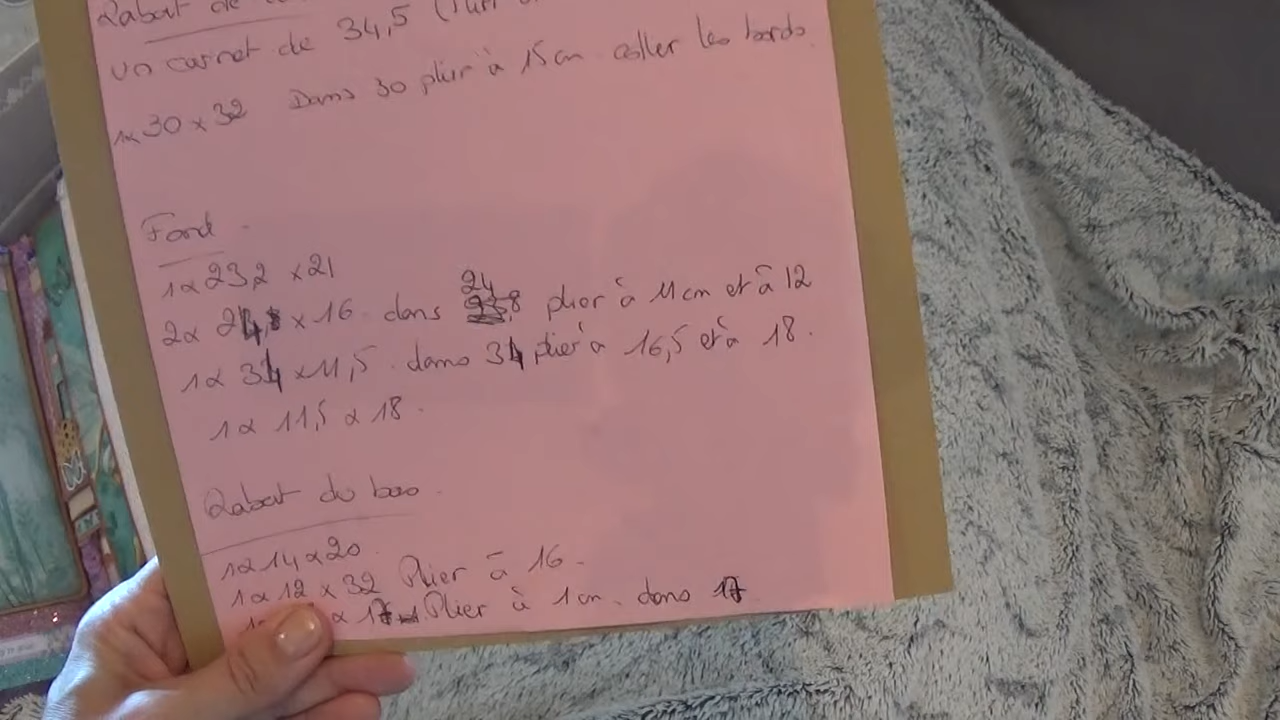 Rabat de
Un carnet de 34,5
1x 30 x 32 Dans 30 plier à 15cm. coller les bords.
Fond.
1x 23,2 x 21
24
2x 24, x 16. dans plier à 11cm et à 12
1x 34 x 11,5. dans 34 plier à 16,5 et à 18.
1x 11,5 x 18.
Rabat du bas.
1x 14 x 20.
1x 12 x 32 Plier à 16.
x 17 Plier à 1cm. dans 17